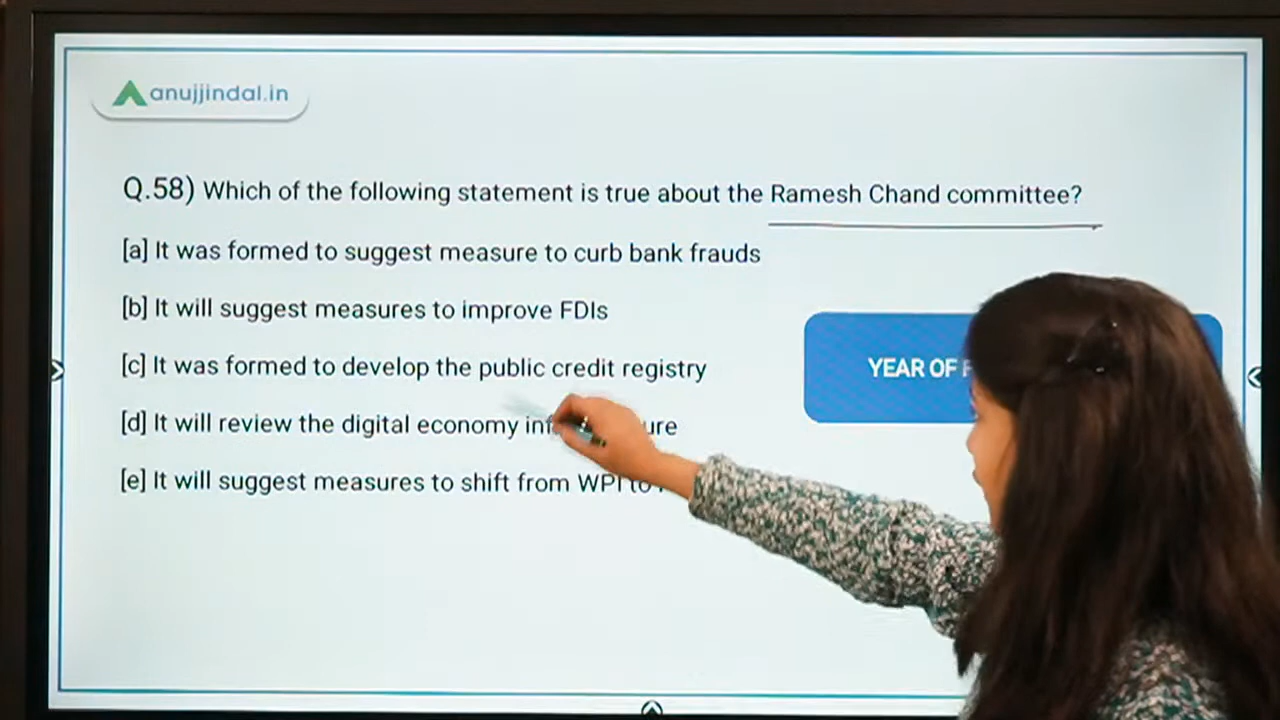 anujjindal.in
Q.58) Which of the following statement is true about the Ramesh Chand committee?
[a] It was formed to suggest measure to curb bank frauds
[b] It will suggest measures to improve FDIs
[c] It was formed to develop the public credit registry
YEAR OF
[d] It will review the digital economy
[e] It will suggest measures to shift from WPI to